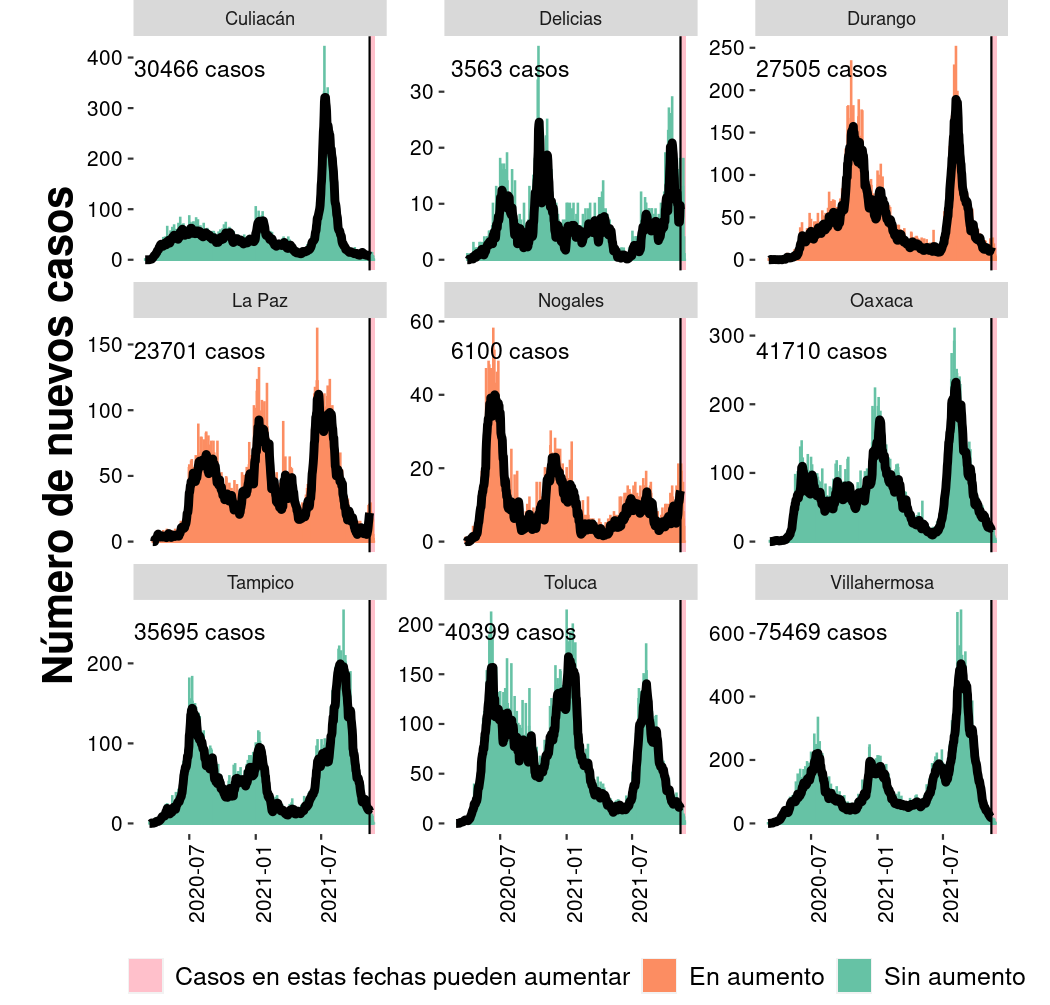 Número de nuevos casos
Culiacán
400
300
200
100
0
30466 casos
Delicias
30
20
10
0
3563 casos
Durango
250
200
150
100
50
0
27505 casos
La Paz
150
100
50
0
23701 casos
Nogales
60
40
20
0
6100 casos
Oaxaca
300
200
100
0
41710 casos
Tampico
200
100
0
35695 casos
2020-07
2021-01
2021-07
Toluca
200
150
100
50
0
40399 casos
2020-07
2021-01
2021-07
Villahermosa
600
400
200
0
75469 casos
2020-07
2021-01
2021-07
Casos en estas fechas pueden aumentar
En aumento
Sin aumento